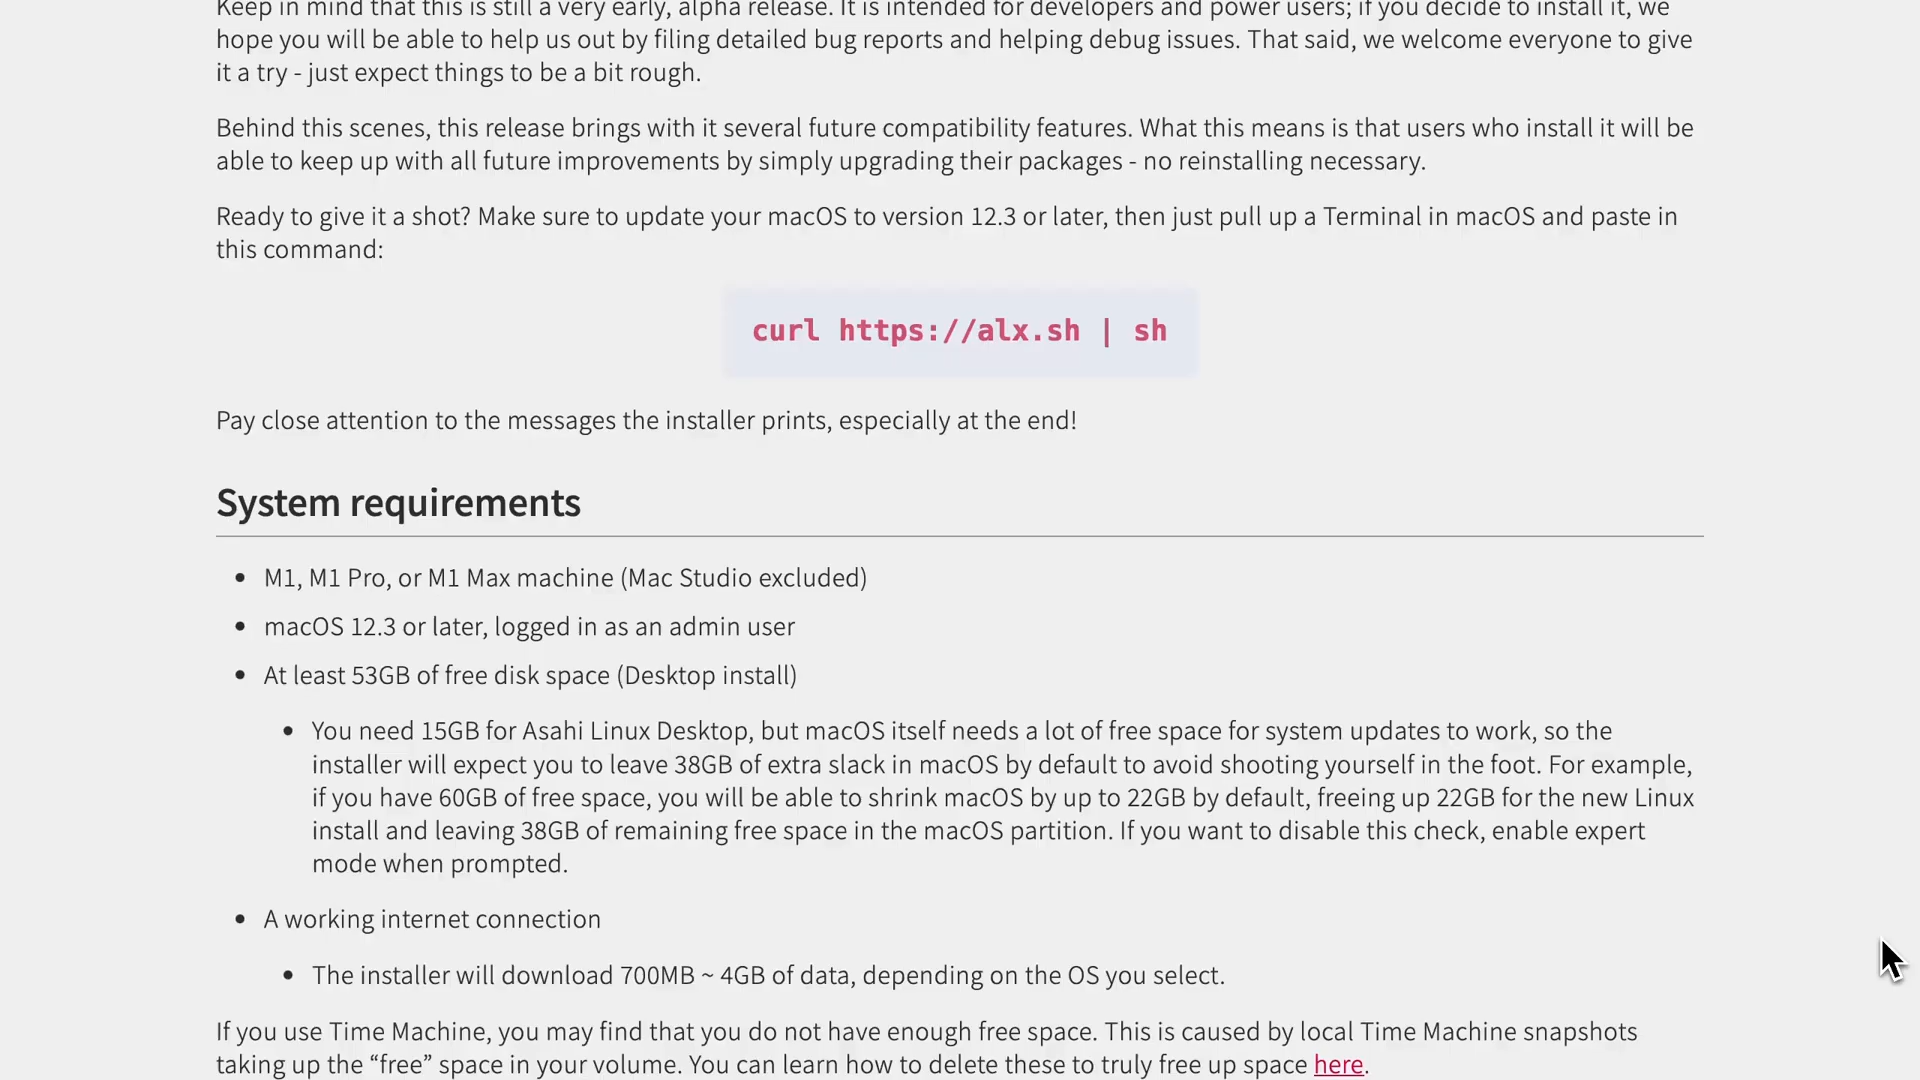 Keep in mind that this is still a very early, alpha release. It is intended for developers and power users; if you decide to install it, we
hope you will be able to help us out by filing detailed bug reports and helping debug issues. That said, we welcome everyone to give
it a try - just expect things to be a bit rough.
Behind this scenes, this release brings with it several future compatibility features. What this means is that users who install it will be
able to keep up with all future improvements by simply upgrading their packages - no reinstalling necessary.
Ready to give it a shot? Make sure to update your macOS to version 12.3 or later, then just pull up a Terminal in macOS and paste in
this command:
curl https://alx.sh | sh
Pay close attention to the messages the installer prints, especially at the end!
System requirements
• M1, M1 Pro, or M1 Max machine (Mac Studio excluded)
• macOS 12.3 or later, logged in as an admin user
• At least 53GB of free disk space (Desktop install)
• You need 15GB for Asahi Linux Desktop, but macOS itself needs a lot of free space for system updates to work, so the
installer will expect you to leave 38GB of extra slack in macOS by default to avoid shooting yourself in the foot. For example,
if you have 60GB of free space, you will be able to shrink macOS by up to 22GB by default, freeing up 22GB for the new Linux
install and leaving 38GB of remaining free space in the macOS partition. If you want to disable this check, enable expert
mode when prompted.
• A working internet connection
• The installer will download 700MB ~ 4GB of data, depending on the OS you select.
If you use Time Machine, you may find that you do not have enough free space. This is caused by local Time Machine snapshots
taking up the “free” space in your volume. You can learn how to delete these to truly free up space here.